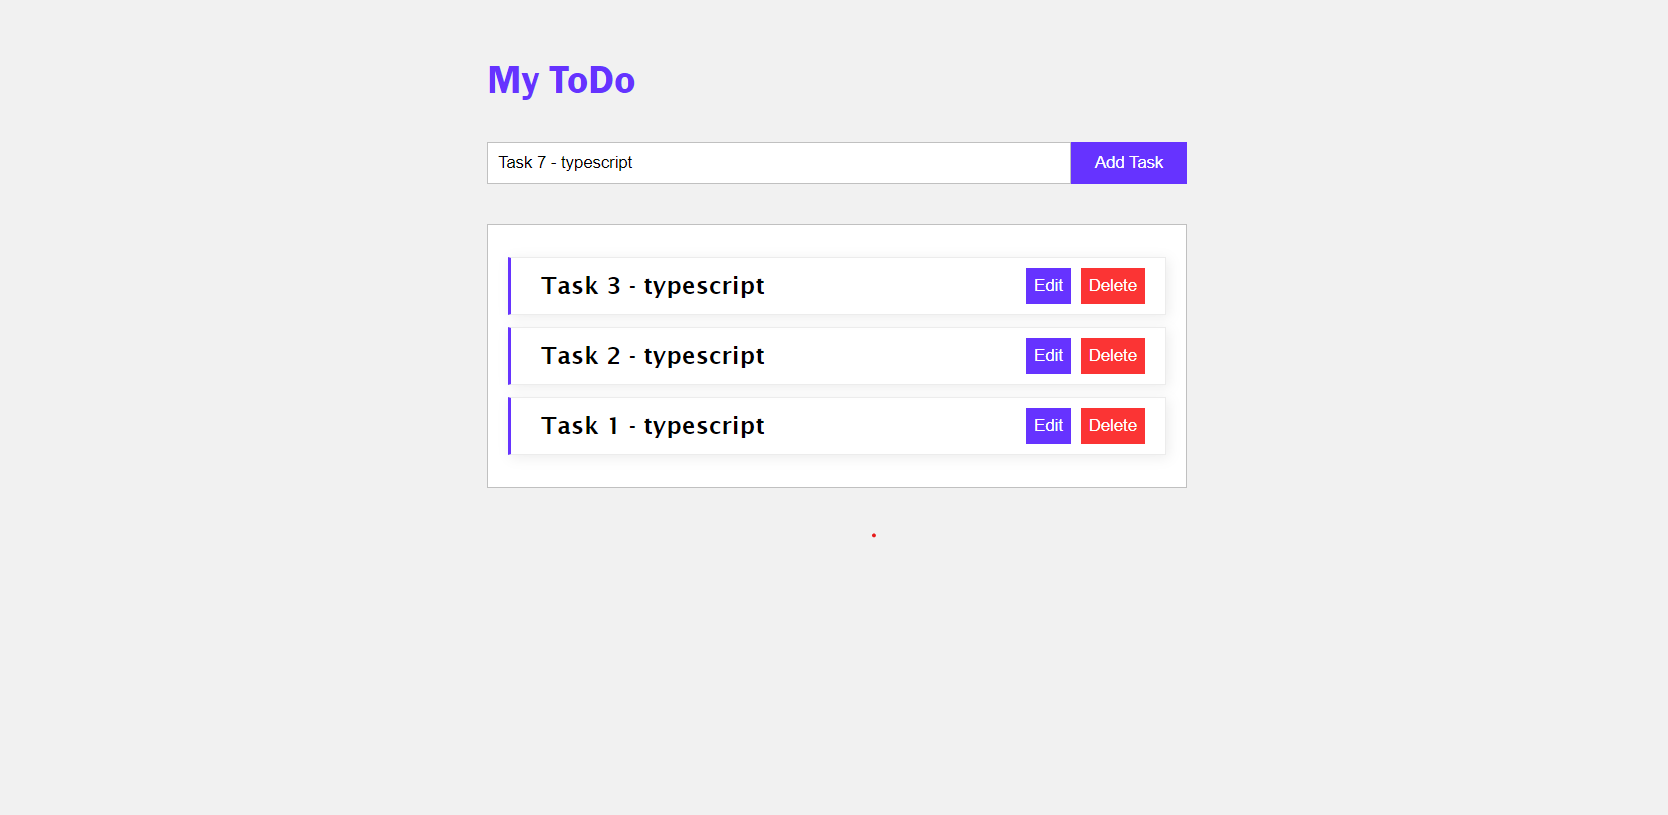 My ToDo
Task 7 - typescript
Add Task
Task 3 - typescript
Edit
Delete
Task 2 - typescript
Edit
Delete
Task 1 - typescript
Edit
Delete